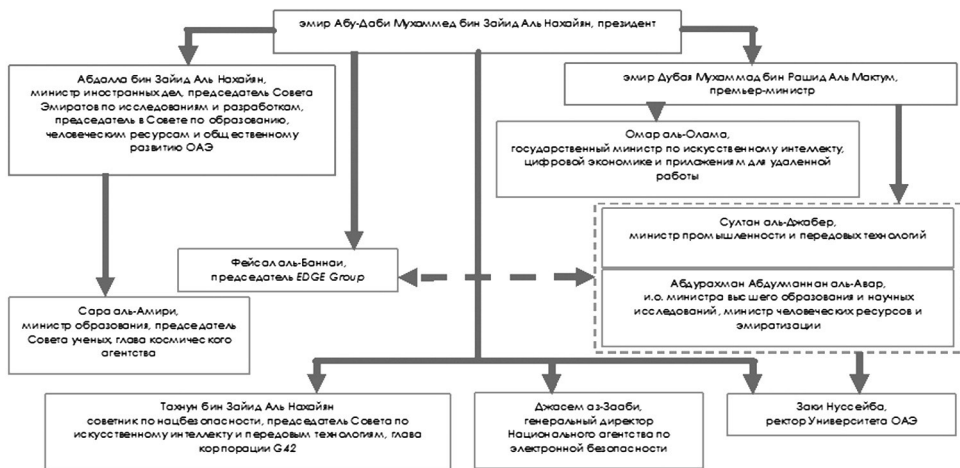 эмир Абу-Даби Мухаммед бин Зайид Аль Нахайян, президент
Абдалла бин Зайид Аль Нахайян,
министр иностранных дел, председатель Совета
Эмиратов по исследованиям и разработкам,
председатель в Совете по образованию,
человеческим ресурсам и общественному
развитию ОАЭ
эмир Дубая Мухаммад бин Рашид Аль Мактум,
премьер-министр
Омар аль-Олама,
государственный министр по искусственному интеллекту,
цифровой экономике и приложениям для удаленной
работы
Султан аль-Джабер,
министр промышленности и передовых технологий
Фейсал аль-Баннаи,
председатель EDGE Group
Абдурахман Абдулманнан аль-Авар,
и.о. министра высшего образования и научных
исследований, министр человеческих ресурсов и
эмиратизации
Сара аль-Амири,
министр образования, председатель
Совета ученых, глава космического
агентства
Тахнун бин Зайид Аль Нахайян
советник по нацбезопасности, председатель Совета по
искусственному интеллекту и передовым технологиям, глава
корпорации G42
Джасем аз-Зааби,
генеральный директор
Национального агентства по
электронной безопасности
Заки Нуссейба,
ректор Университета ОАЭ